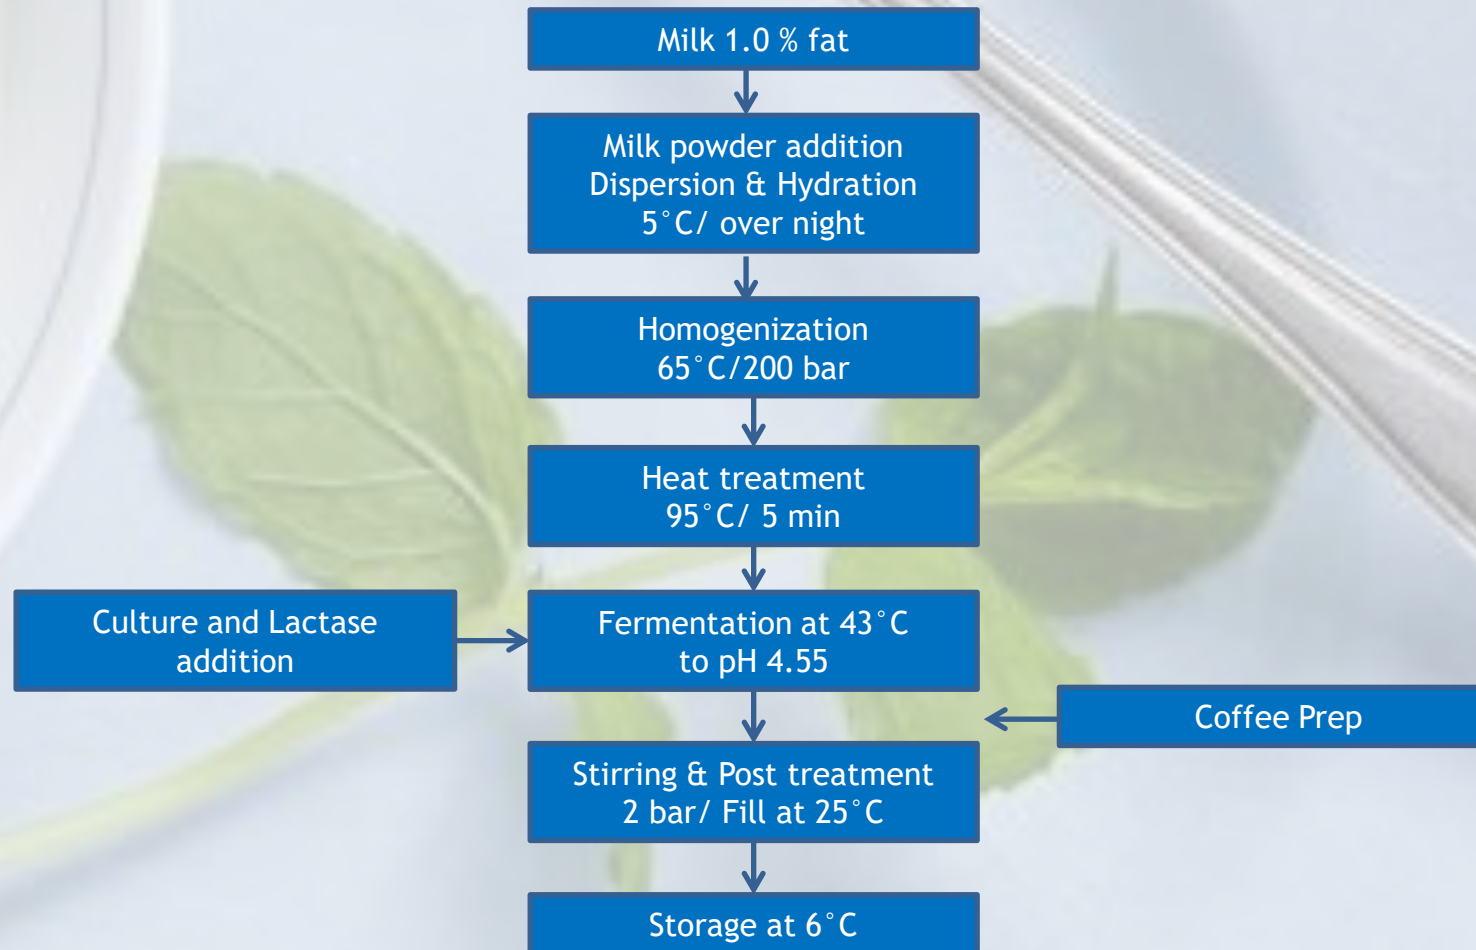 Milk 1.0 % fat
Milk powder addition
Dispersion & Hydration
5°C/ over night
Homogenization
65°C/200 bar
Heat treatment
95°C/ 5 min
Culture and Lactase
addition
Fermentation at 43°C
to pH 4.55
Coffee Prep
Stirring & Post treatment
2 bar/ Fill at 25°C
Storage at 6°C